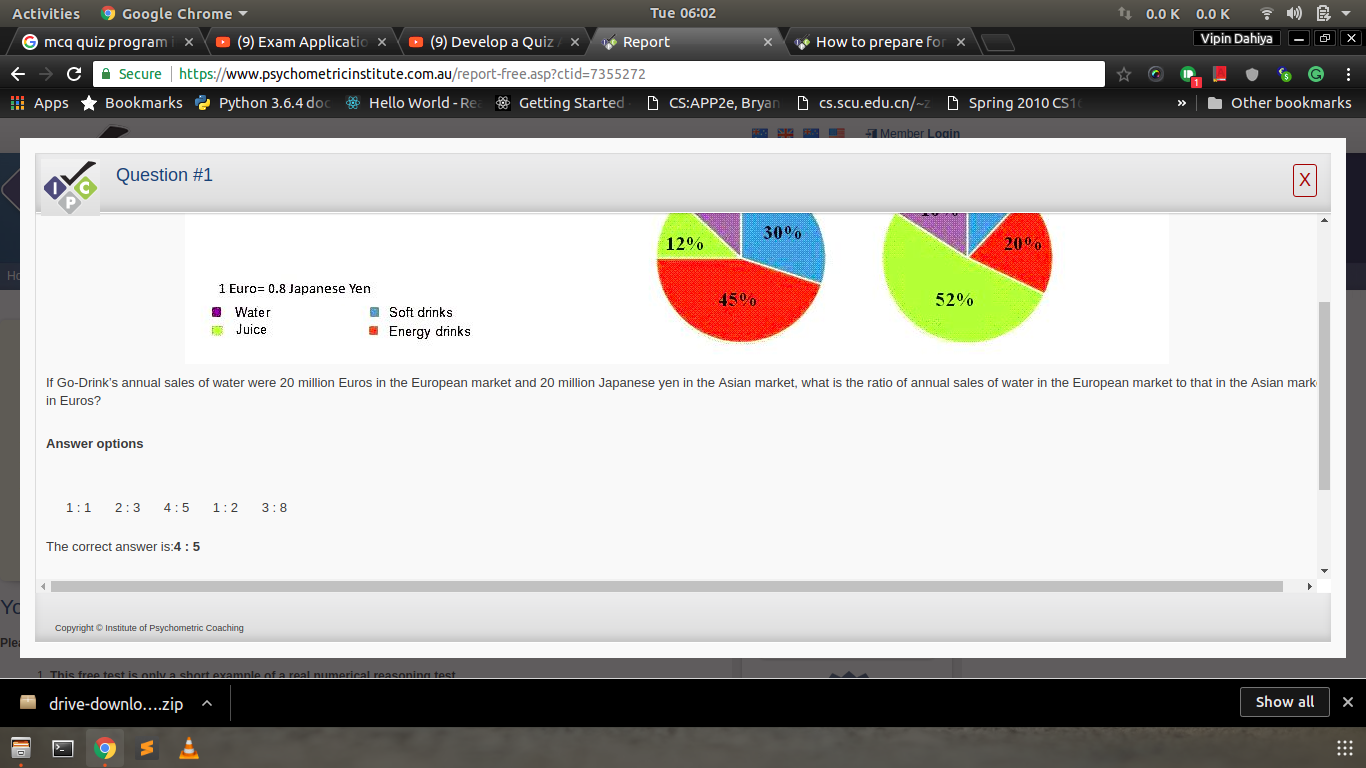 Activities Google Chrome Tue 06:02 0.0 K 0.0 K
mcq quiz program (9) Exam Applicatio (9) Develop a Quiz Report How to prepare for Vipin Dahiya
Secure https://www.psychometricinstitute.com.au/report-free.asp?ctid=7355272
Apps Bookmarks Python 3.6.4 doc Hello World - Rea Getting Started CS:APP2e, Bryan cs.scu.edu.cn/~z Spring 2010 CS1 » Other bookmarks
Member Login
I P C Question #1 X
30% 12% 45%
20% 52%
1 Euro= 0.8 Japanese Yen
Water Soft drinks
Juice Energy drinks
If Go-Drink's annual sales of water were 20 million Euros in the European market and 20 million Japanese yen in the Asian market, what is the ratio of annual sales of water in the European market to that in the Asian mark
in Euros?
Answer options
1 : 1 2 : 3 4 : 5 1 : 2 3 : 8
The correct answer is:4 : 5
Copyright © Institute of Psychometric Coaching
Ho
Yo
Plea
1. This free test is only a short example of a real numerical reasoning test
drive-downlo....zip Show all